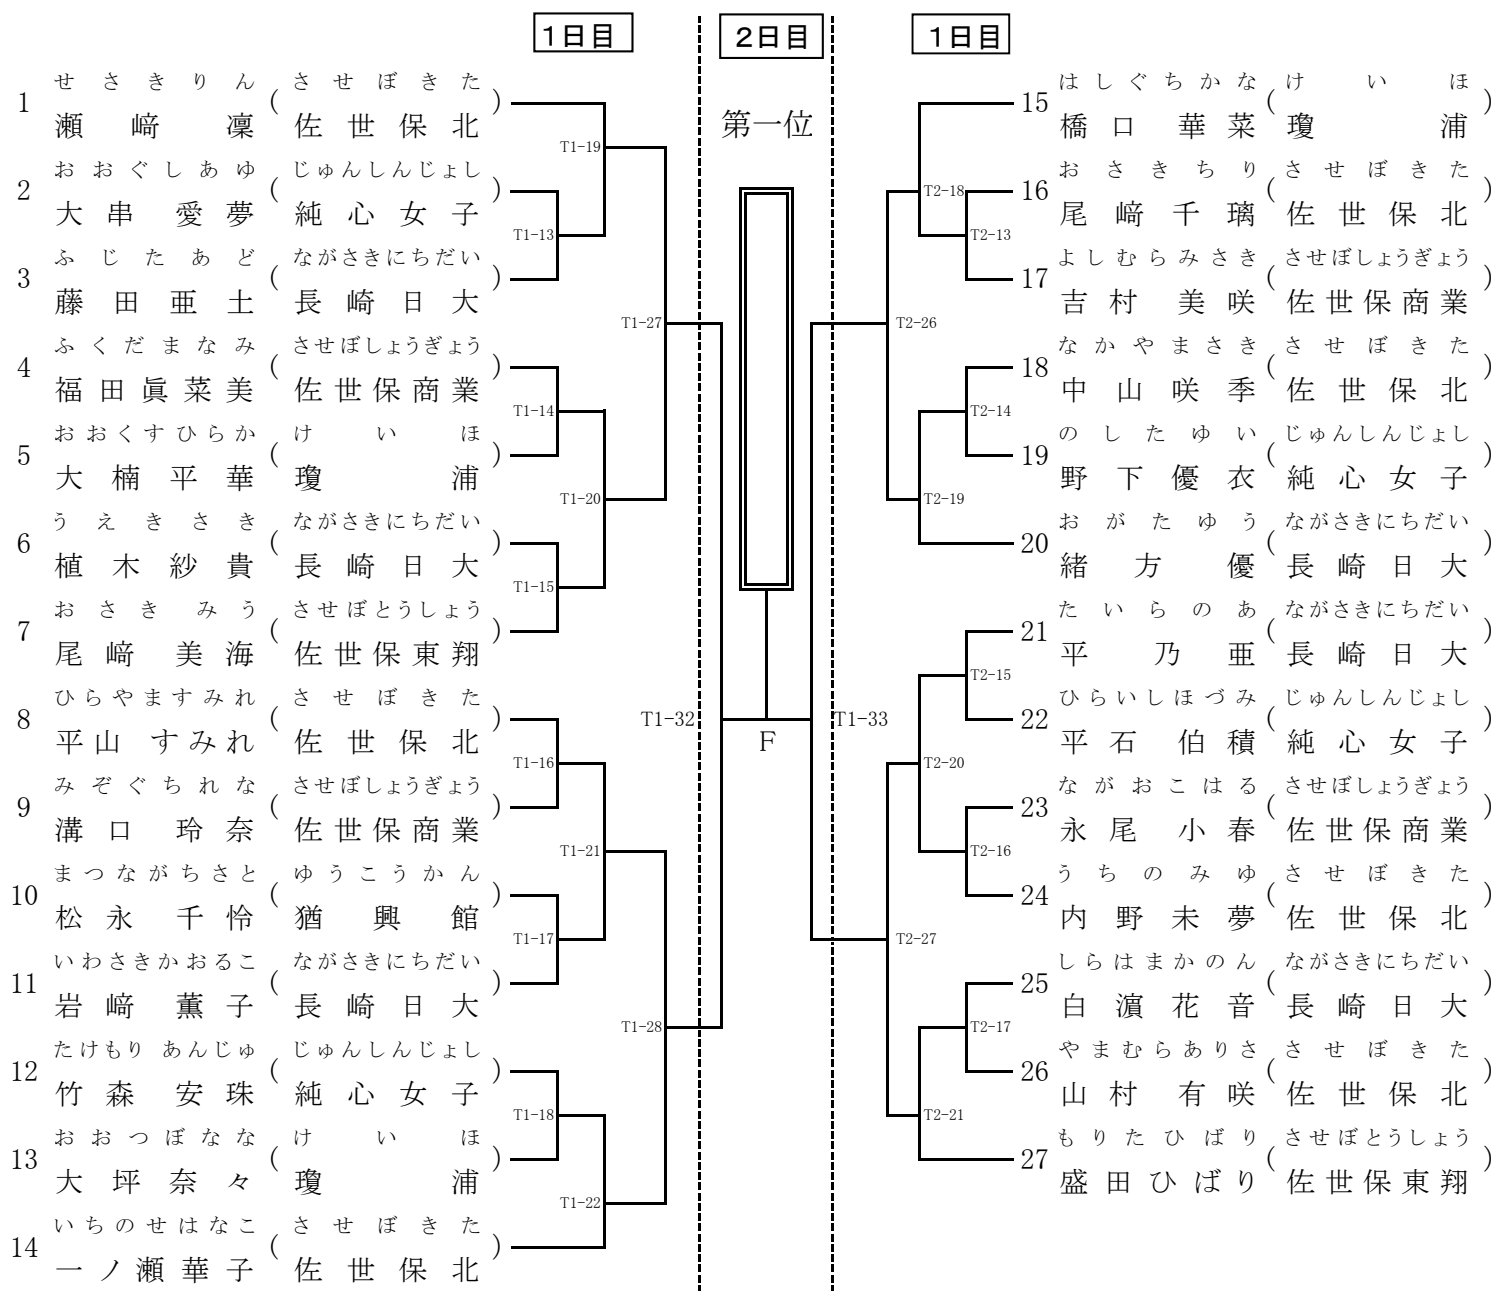 1日目 2日目 1日目
第一位
せさきりん させぼきた
1 瀬﨑凜 (佐世保北)
T1-19
おおぐしあゆ じゅんしんじょし
2 大串愛夢 (純心女子)
T1-13
ふじたあど ながさきにちだい
3 藤田亜土 (長崎日大)
T1-27
ふくだまなみ させぼしょうぎょう
4 福田眞菜美 (佐世保商業)
T1-14
おおくすひらか けいほ
5 大楠平華 (瓊浦)
T1-20
うえきさき ながさきにちだい
6 植木紗貴 (長崎日大)
T1-15
おさきみう させぼとうしょう
7 尾﨑美海 (佐世保東翔)
T1-32
ひらやますみれ させぼきた
8 平山すみれ (佐世保北)
T1-16
みぞぐちれな させぼしょうぎょう
9 溝口玲奈 (佐世保商業)
T1-21
まつながちさと ゆうこうかん
10 松永千怜 (猶興館)
T1-17
いわさきかおるこ ながさきにちだい
11 岩﨑薫子 (長崎日大)
T1-28
たけもりあんじゅ じゅんしんじょし
12 竹森安珠 (純心女子)
T1-18
おおつぼなな けいほ
13 大坪奈々 (瓊浦)
T1-22
いちのせはなこ させぼきた
14 一ノ瀬華子 (佐世保北)
F
はしぐちかな けいほ
15 橋口華菜 (瓊浦)
T2-18
おさきちり させぼきた
16 尾﨑千璃 (佐世保北)
T2-13
よしむらみさき させぼしょうぎょう
17 吉村美咲 (佐世保商業)
T2-26
なかやまさき させぼきた
18 中山咲季 (佐世保北)
T2-14
のしたゆい じゅんしんじょし
19 野下優衣 (純心女子)
T2-19
おがたゆう ながさきにちだい
20 緒方優 (長崎日大)
たいらのあ ながさきにちだい
21 平乃亜 (長崎日大)
T2-15
T1-33
ひらいしほづみ じゅんしんじょし
22 平石伯積 (純心女子)
T2-20
ながおこはる させぼしょうぎょう
23 永尾小春 (佐世保商業)
T2-16
うちのみゆ させぼきた
24 内野未夢 (佐世保北)
T2-27
しらはまかのん ながさきにちだい
25 白濵花音 (長崎日大)
T2-17
やまむらありさ させぼきた
26 山村有咲 (佐世保北)
T2-21
もりたひばり させぼとうしょう
27 盛田ひばり (佐世保東翔)